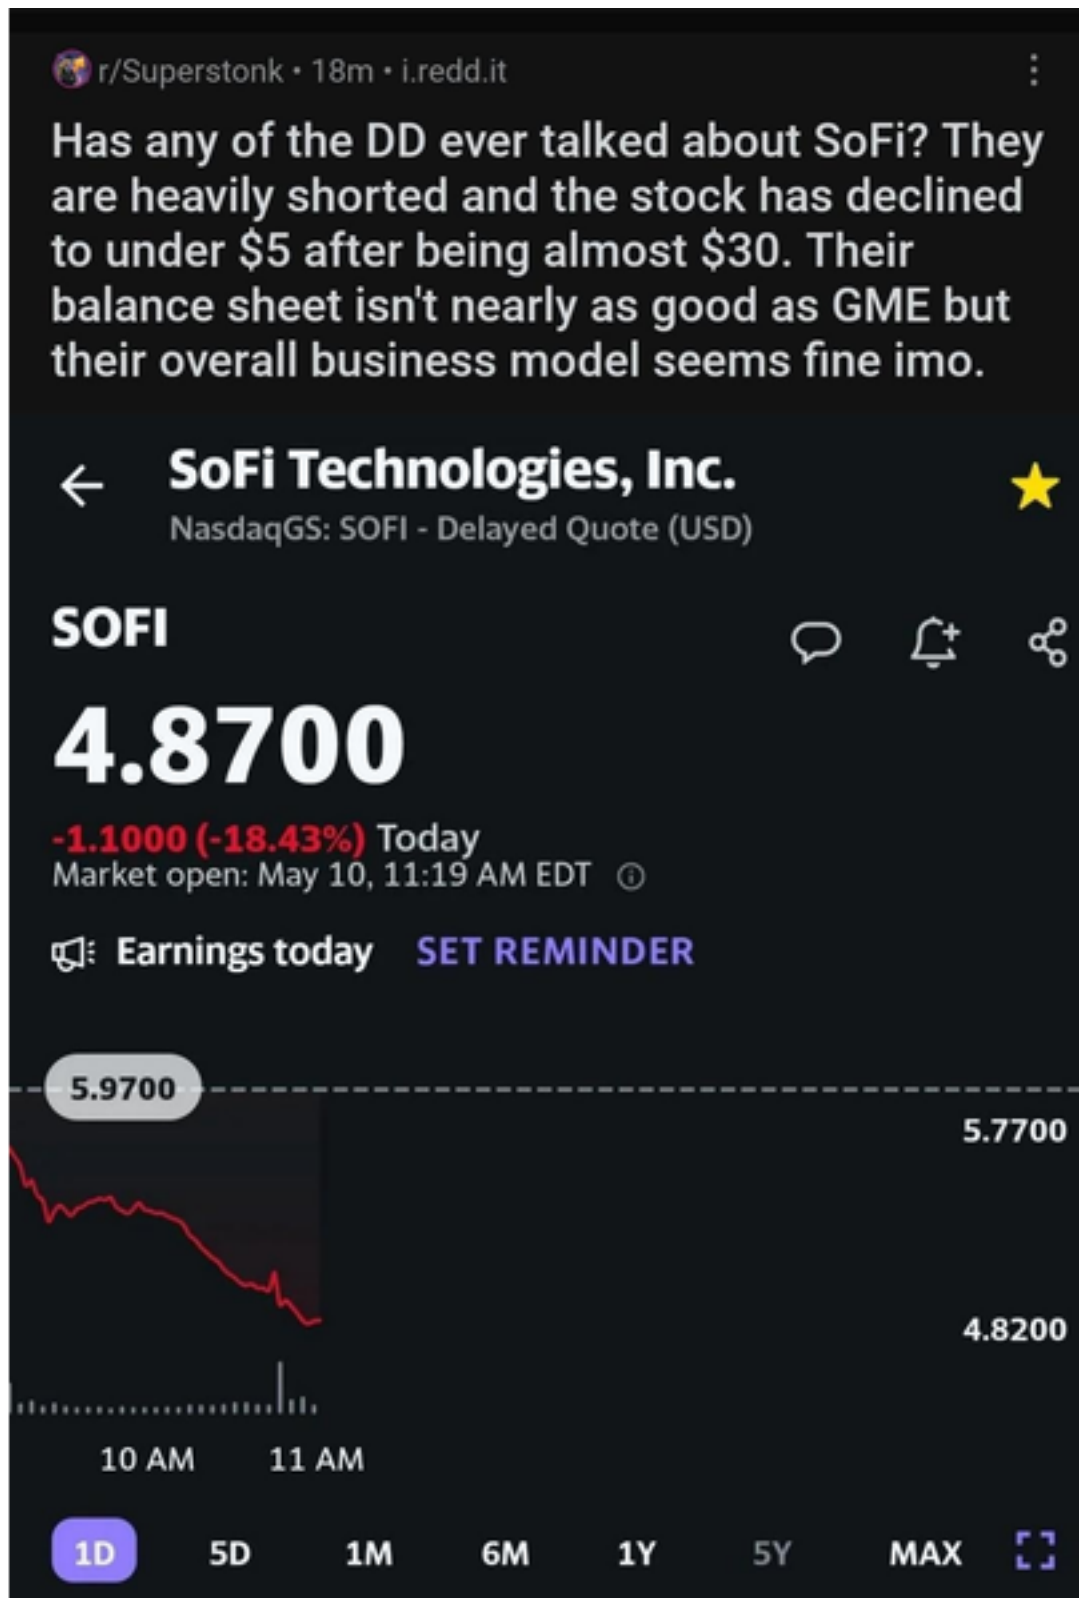 r/Superstonk • 18m • i.redd.it
Has any of the DD ever talked about SoFi? They
are heavily shorted and the stock has declined
to under $5 after being almost $30. Their
balance sheet isn't nearly as good as GME but
their overall business model seems fine imo.
SoFi Technologies, Inc.
NasdaqGS: SOFI - Delayed Quote (USD)
SOFI
4.8700
-1.1000 (-18.43%) Today
Market open: May 10, 11:19 AM EDT
Earnings today SET REMINDER
5.9700
5.7700
4.8200
10 AM 11 AM
1D 5D 1M 6M 1Y 5Y MAX